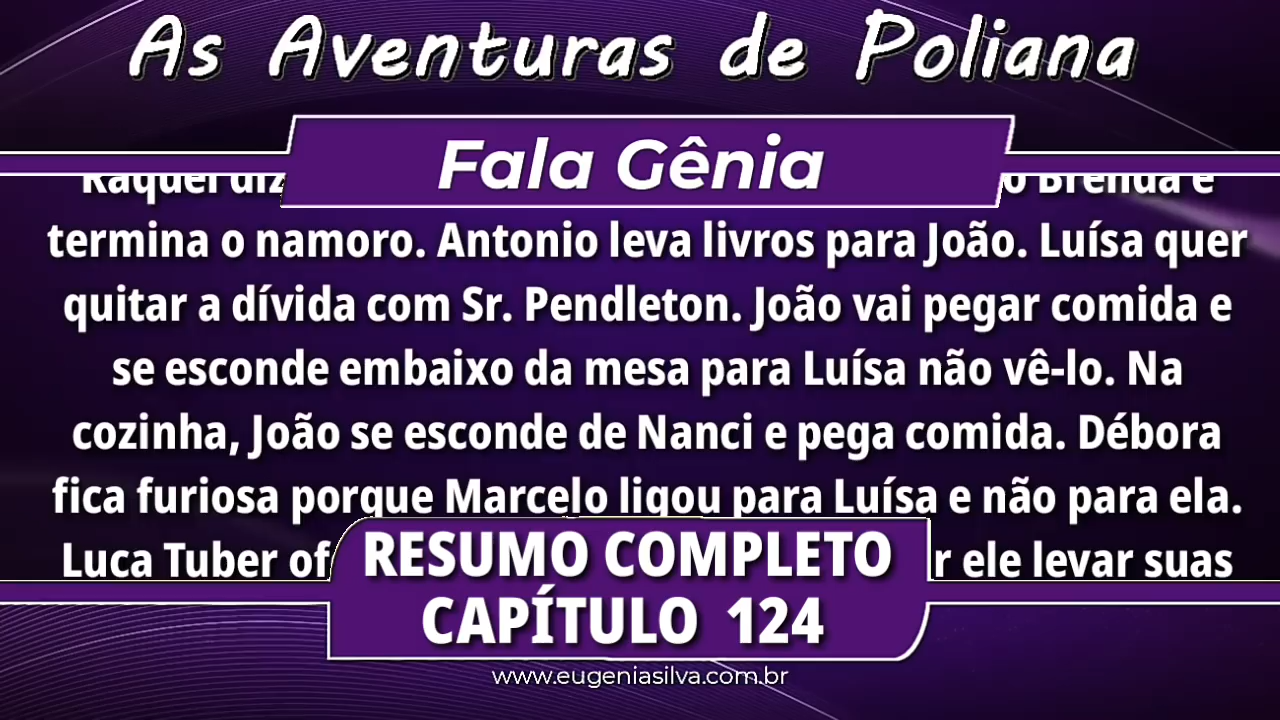 As Aventuras de Poliana
Fala Gênia
Raquel diz o Brenda e
termina o namoro. Antonio leva livros para João. Luísa quer
quitar a dívida com Sr. Pendleton. João vai pegar comida e
se esconde embaixo da mesa para Luísa não vê-lo. Na
cozinha, João se esconde de Nanci e pega comida. Débora
fica furiosa porque Marcelo ligou para Luísa e não para ela.
Luca Tuber of r ele levar suas
RESUMO COMPLETO
CAPÍTULO 124
www.eugeniasilva.com.br